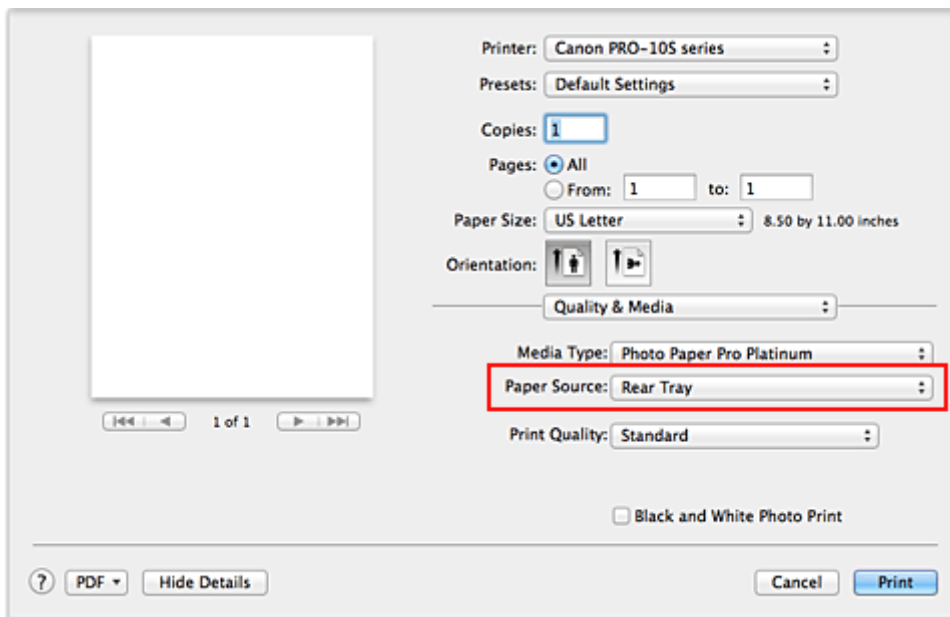 Printer: Canon PRO-10S series
Presets: Default Settings
Copies: 1
Pages: All
From: 1 to: 1
Paper Size: US Letter 8.50 by 11.00 inches
Orientation:
Quality & Media
Media Type: Photo Paper Pro Platinum
Paper Source: Rear Tray
1 of 1
Print Quality: Standard
Black and White Photo Print
? PDF Hide Details Cancel Print